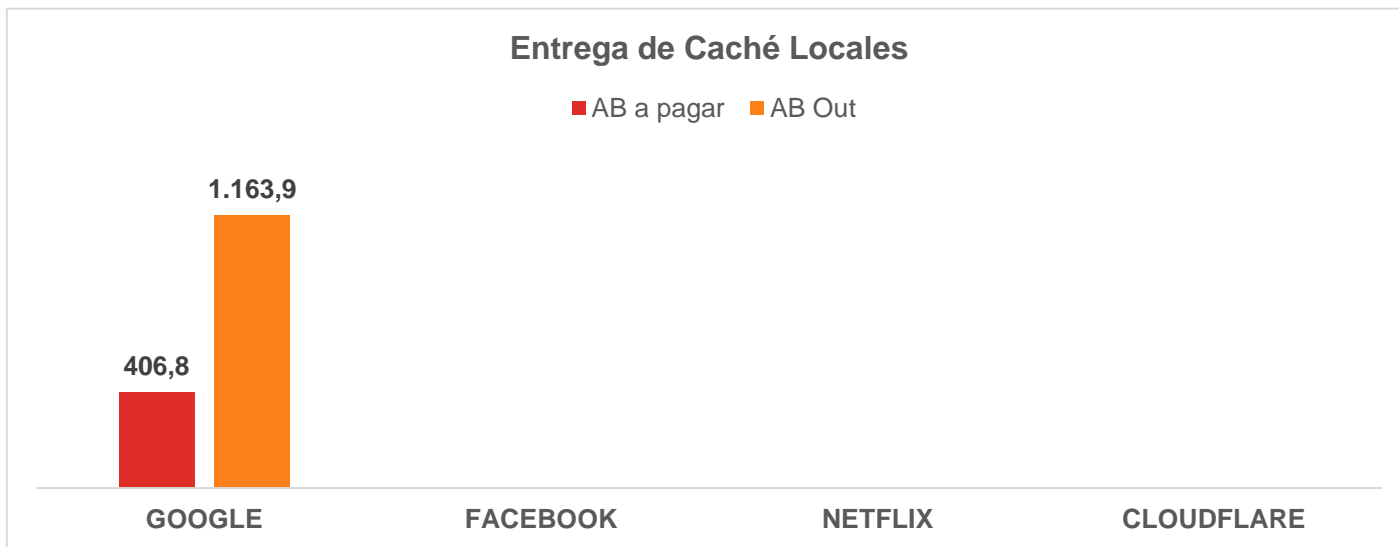 Entrega de Caché Locales
AB a pagar AB Out
1.163,9
406,8
GOOGLE FACEBOOK NETFLIX CLOUDFLARE